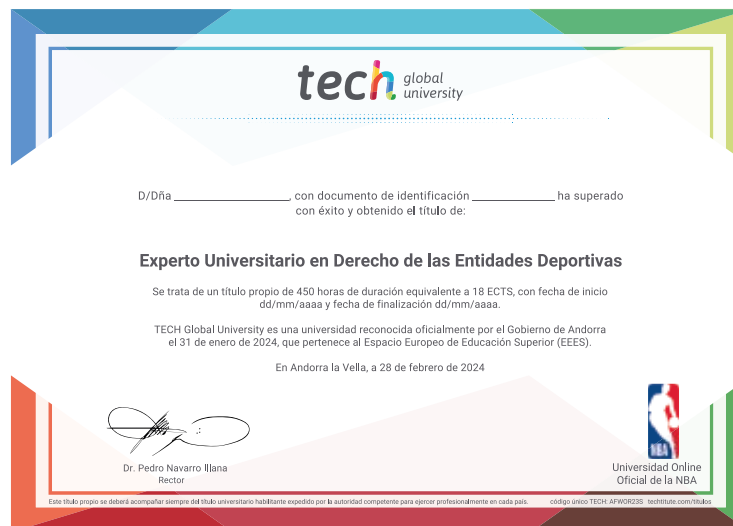 tech global university
D/Dña ________________, con documento de identificación ____________ ha superado
con éxito y obtenido el título de:
Experto Universitario en Derecho de las Entidades Deportivas
Se trata de un título propio de 450 horas de duración equivalente a 18 ECTS, con fecha de inicio
dd/mm/aaaa y fecha de finalización dd/mm/aaaa.
TECH Global University es una universidad reconocida oficialmente por el Gobierno de Andorra
el 31 de enero de 2024, que pertenece al Espacio Europeo de Educación Superior (EEES).
En Andorra la Vella, a 28 de febrero de 2024
NBA
Dr. Pedro Navarro Illana
Rector
Universidad Online
Oficial de la NBA
Este título propio se deberá acompañar siempre del título universitario habilitante expedido por la autoridad competente para ejercer profesionalmente en cada país.
código único TECH: AFWOR23S techtitute.com/titulos